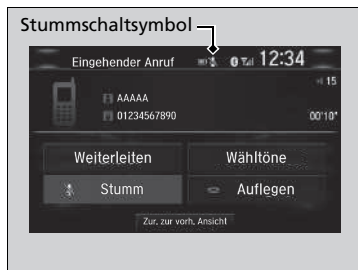 Stummschaltsymbol
Eingehender Anruf 12:34
15
AAAAA
01234567890 00'10"
Weiterleiten Wähltöne
Stumm Auflegen
Zur. zur vorh. Ansicht